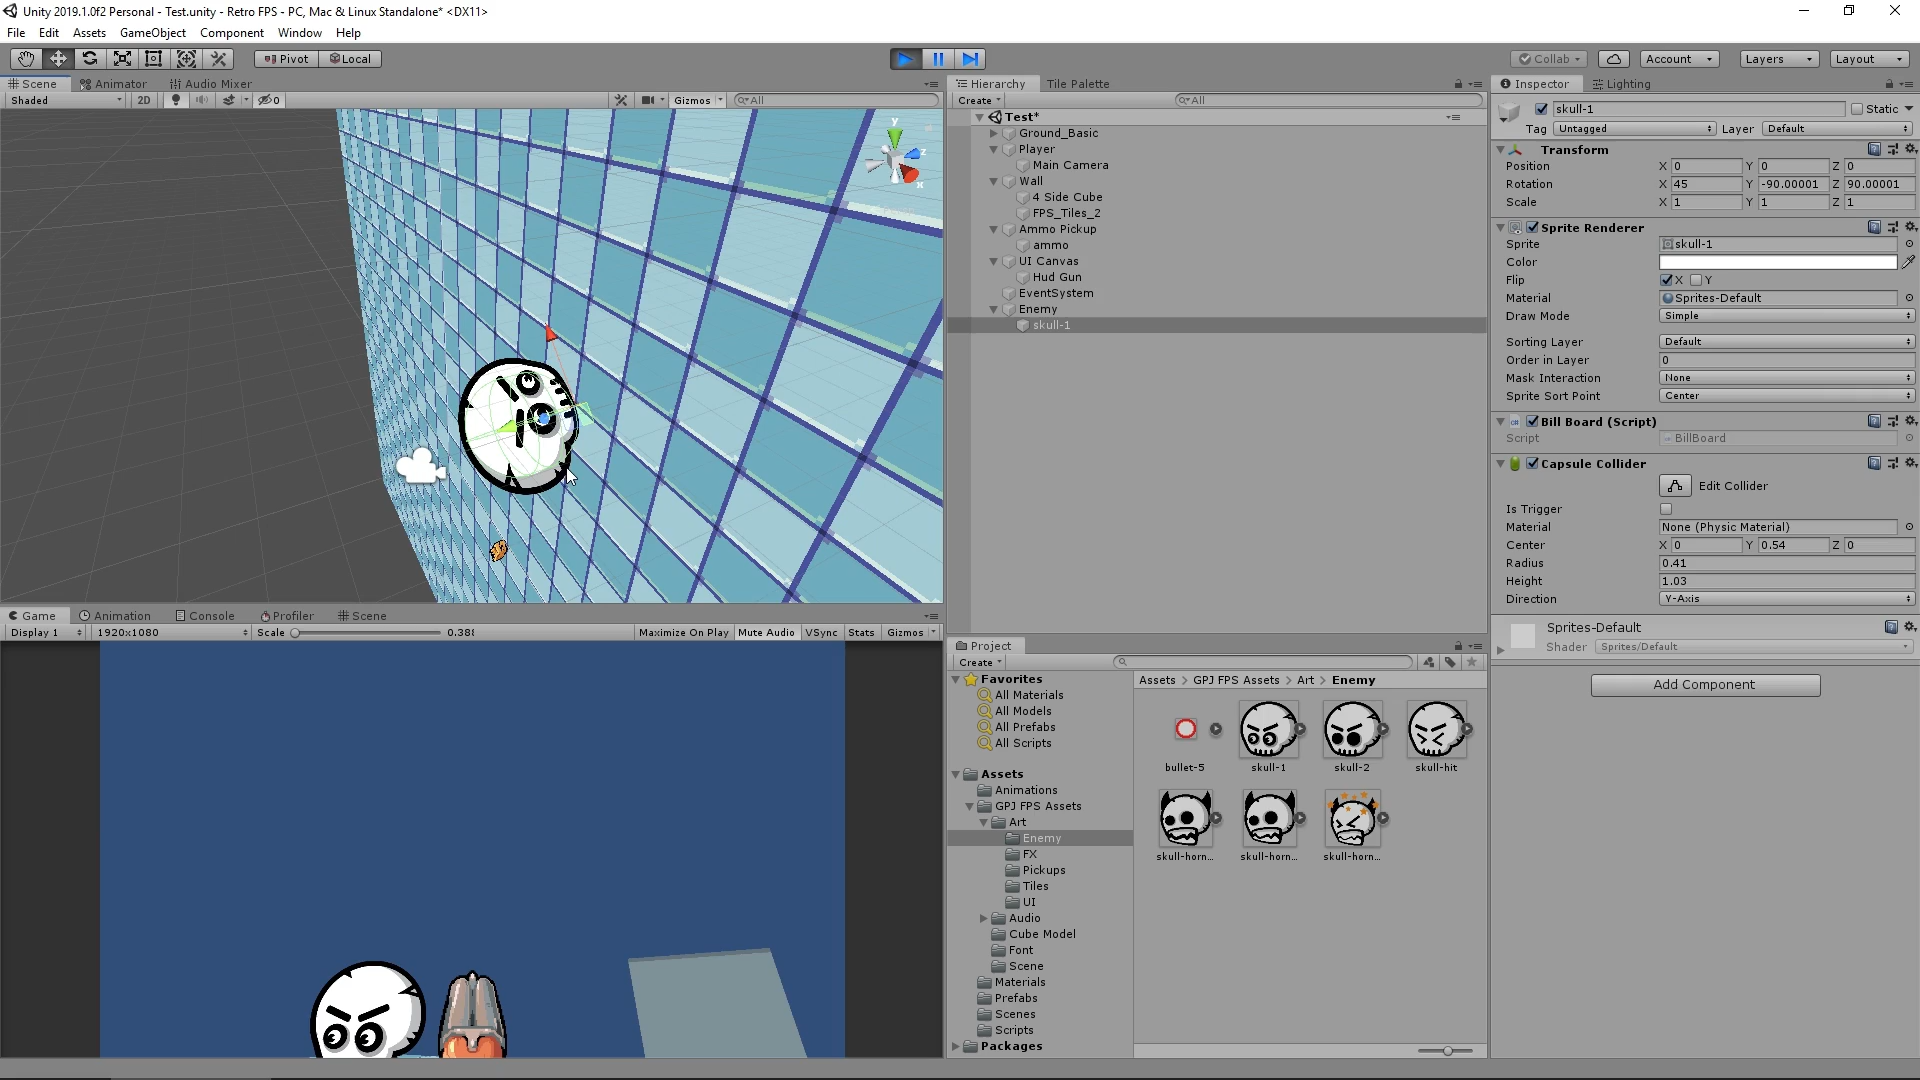 Unity 2019.1.0f2 Personal - Test.unity - Retro FPS - PC, Mac & Linux Standalone* <DX11>
File Edit Assets GameObject Component Window Help
Pivot Local Collab Account Layers Layout
Scene Animator Audio Mixer
Shaded 2D 0 Gizmos All
y z x
Hierarchy Tile Palette
Create All
Test*
Ground_Basic
Player
Main Camera
Wall
4 Side Cube
FPS_Tiles_2
Ammo Pickup
ammo
UI Canvas
Hud Gun
EventSystem
Enemy
skull-1
Inspector Lighting
skull-1 Static
Tag Untagged Layer Default
Transform
Position X 0 Y 0 Z 0
Rotation X 45 Y -90.00001 Z 90.00001
Scale X 1 Y 1 Z 1
Sprite Renderer
Sprite skull-1
Color
Flip X Y
Material Sprites-Default
Draw Mode Simple
Sorting Layer Default
Order in Layer 0
Mask Interaction None
Sprite Sort Point Center
Bill Board (Script)
Script BillBoard
Capsule Collider
Edit Collider
Is Trigger
Material None (Physic Material)
Center X 0 Y 0.54 Z 0
Radius 0.41
Height 1.03
Direction Y-Axis
Sprites-Default
Shader Sprites/Default
Add Component
Game Animation Console Profiler Scene
Display 1 1920x1080 Scale 0.388 Maximize On Play Mute Audio VSync Stats Gizmos
Project
Create
Favorites
All Materials
All Models
All Prefabs
All Scripts
Assets
Animations
GPJ FPS Assets
Art
Enemy
FX
Pickups
Tiles
UI
Audio
Cube Model
Font
Scene
Materials
Prefabs
Scenes
Scripts
Packages
Assets > GPJ FPS Assets > Art > Enemy
bullet-5 skull-1 skull-2 skull-hit
skull-horn... skull-horn... skull-horn...